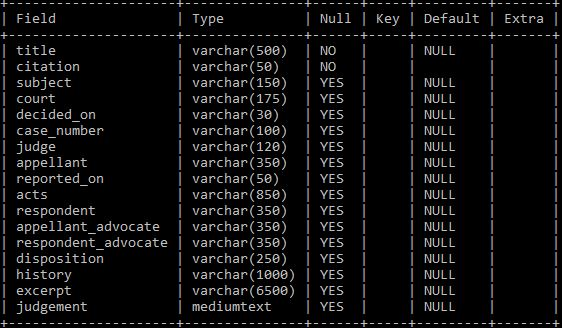 +--------------------+---------------+------+-----+---------+-------+
| Field              | Type          | Null | Key | Default | Extra |
+--------------------+---------------+------+-----+---------+-------+
| title              | varchar(500)  | NO   |     | NULL    |       |
| citation           | varchar(50)   | NO   |     |         |       |
| subject            | varchar(150)  | YES  |     | NULL    |       |
| court              | varchar(175)  | YES  |     | NULL    |       |
| decided_on         | varchar(30)   | YES  |     | NULL    |       |
| case_number        | varchar(100)  | YES  |     | NULL    |       |
| judge              | varchar(120)  | YES  |     | NULL    |       |
| appellant          | varchar(350)  | YES  |     | NULL    |       |
| reported_on        | varchar(50)   | YES  |     | NULL    |       |
| acts               | varchar(850)  | YES  |     | NULL    |       |
| respondent         | varchar(350)  | YES  |     | NULL    |       |
| appellant_advocate | varchar(350)  | YES  |     | NULL    |       |
| respondent_advocate | varchar(350)  | YES  |     | NULL    |       |
| disposition        | varchar(250)  | YES  |     | NULL    |       |
| history            | varchar(1000) | YES  |     | NULL    |       |
| excerpt            | varchar(6500) | YES  |     | NULL    |       |
| judgement          | mediumtext    | YES  |     | NULL    |       |
+--------------------+---------------+------+-----+---------+-------+